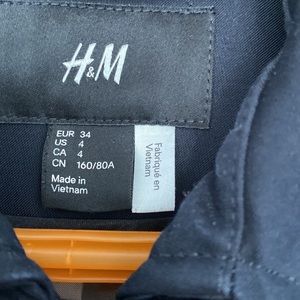 H&M
EUR 34
US 4
CA 4
CN 160/80A
Made in
Vietnam
Fabriqué en
Vietnam